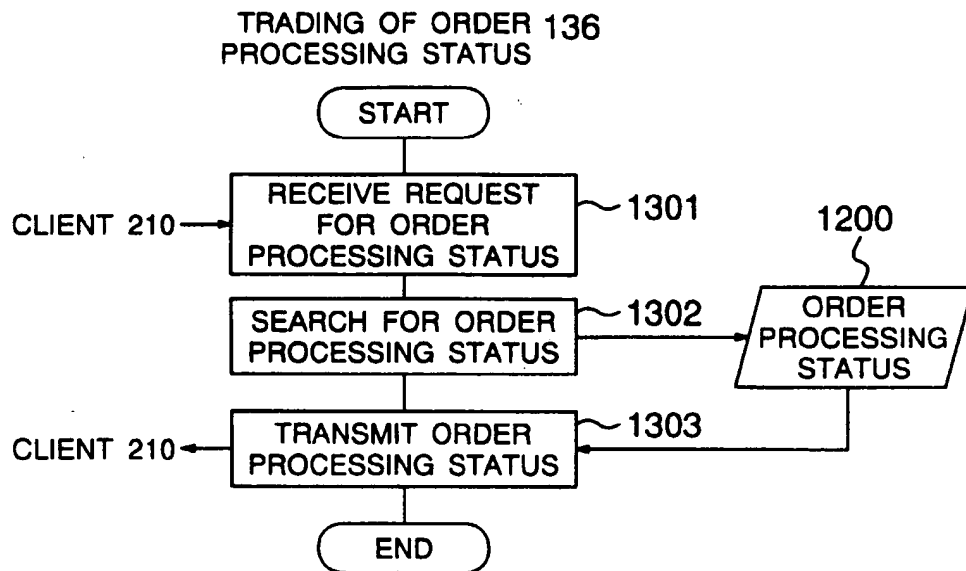 TRADING OF ORDER 136
PROCESSING STATUS
START
RECEIVE REQUEST
FOR ORDER
PROCESSING STATUS
1301
CLIENT 210
1200
SEARCH FOR ORDER
PROCESSING STATUS
1302
ORDER
PROCESSING
STATUS
TRANSMIT ORDER
PROCESSING STATUS
1303
CLIENT 210
END